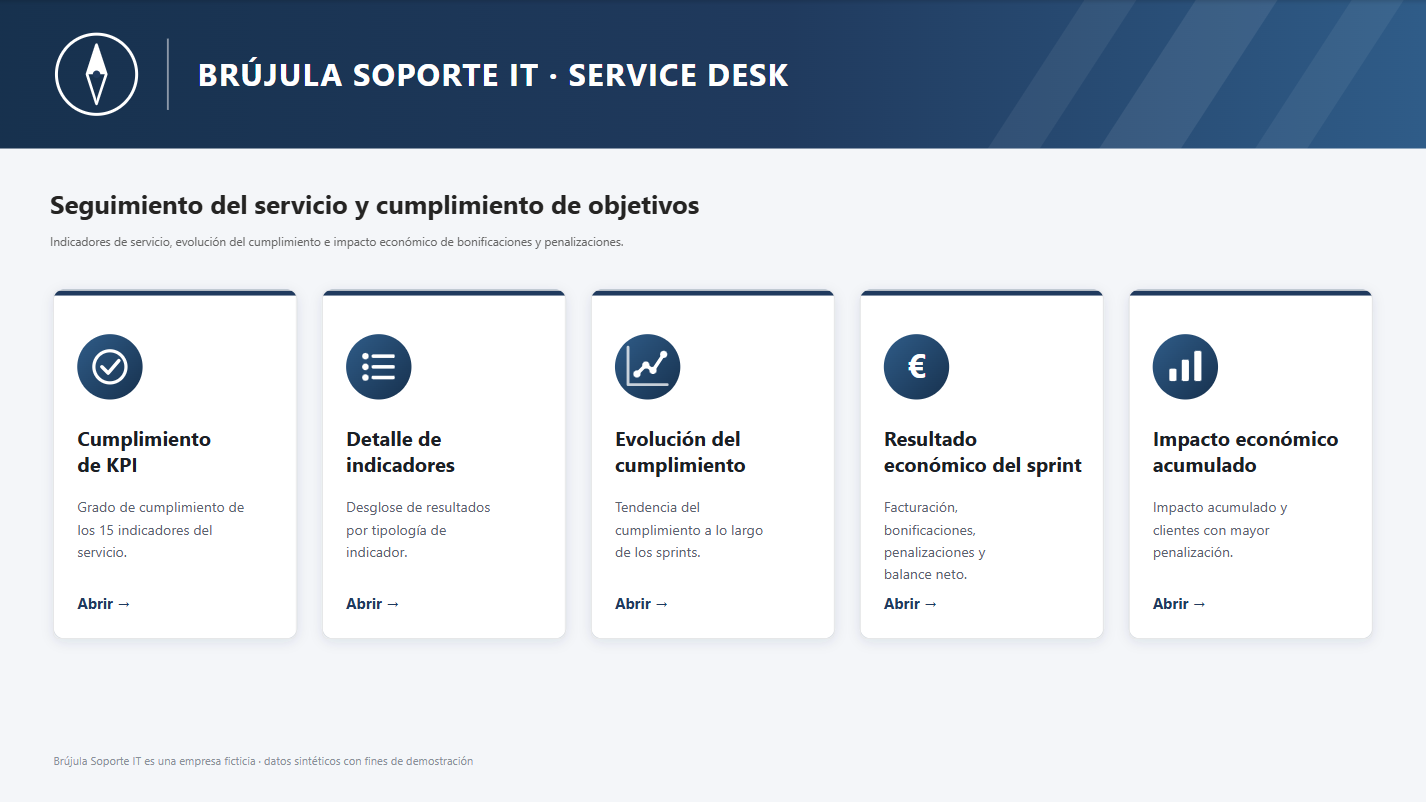 BRÚJULA SOPORTE IT · SERVICE DESK
Seguimiento del servicio y cumplimiento de objetivos
Indicadores de servicio, evolución del cumplimiento e impacto económico de bonificaciones y penalizaciones.
Cumplimiento
de KPI
Grado de cumplimiento de
los 15 indicadores del
servicio.
Abrir →
Detalle de
indicadores
Desglose de resultados
por tipología de
indicador.
Abrir →
Evolución del
cumplimiento
Tendencia del
cumplimiento a lo largo
de los sprints.
Abrir →
€
Resultado
económico del sprint
Facturación,
bonificaciones,
penalizaciones y
balance neto.
Abrir →
Impacto económico
acumulado
Impacto acumulado y
clientes con mayor
penalización.
Abrir →
Brújula Soporte IT es una empresa ficticia · datos sintéticos con fines de demostración